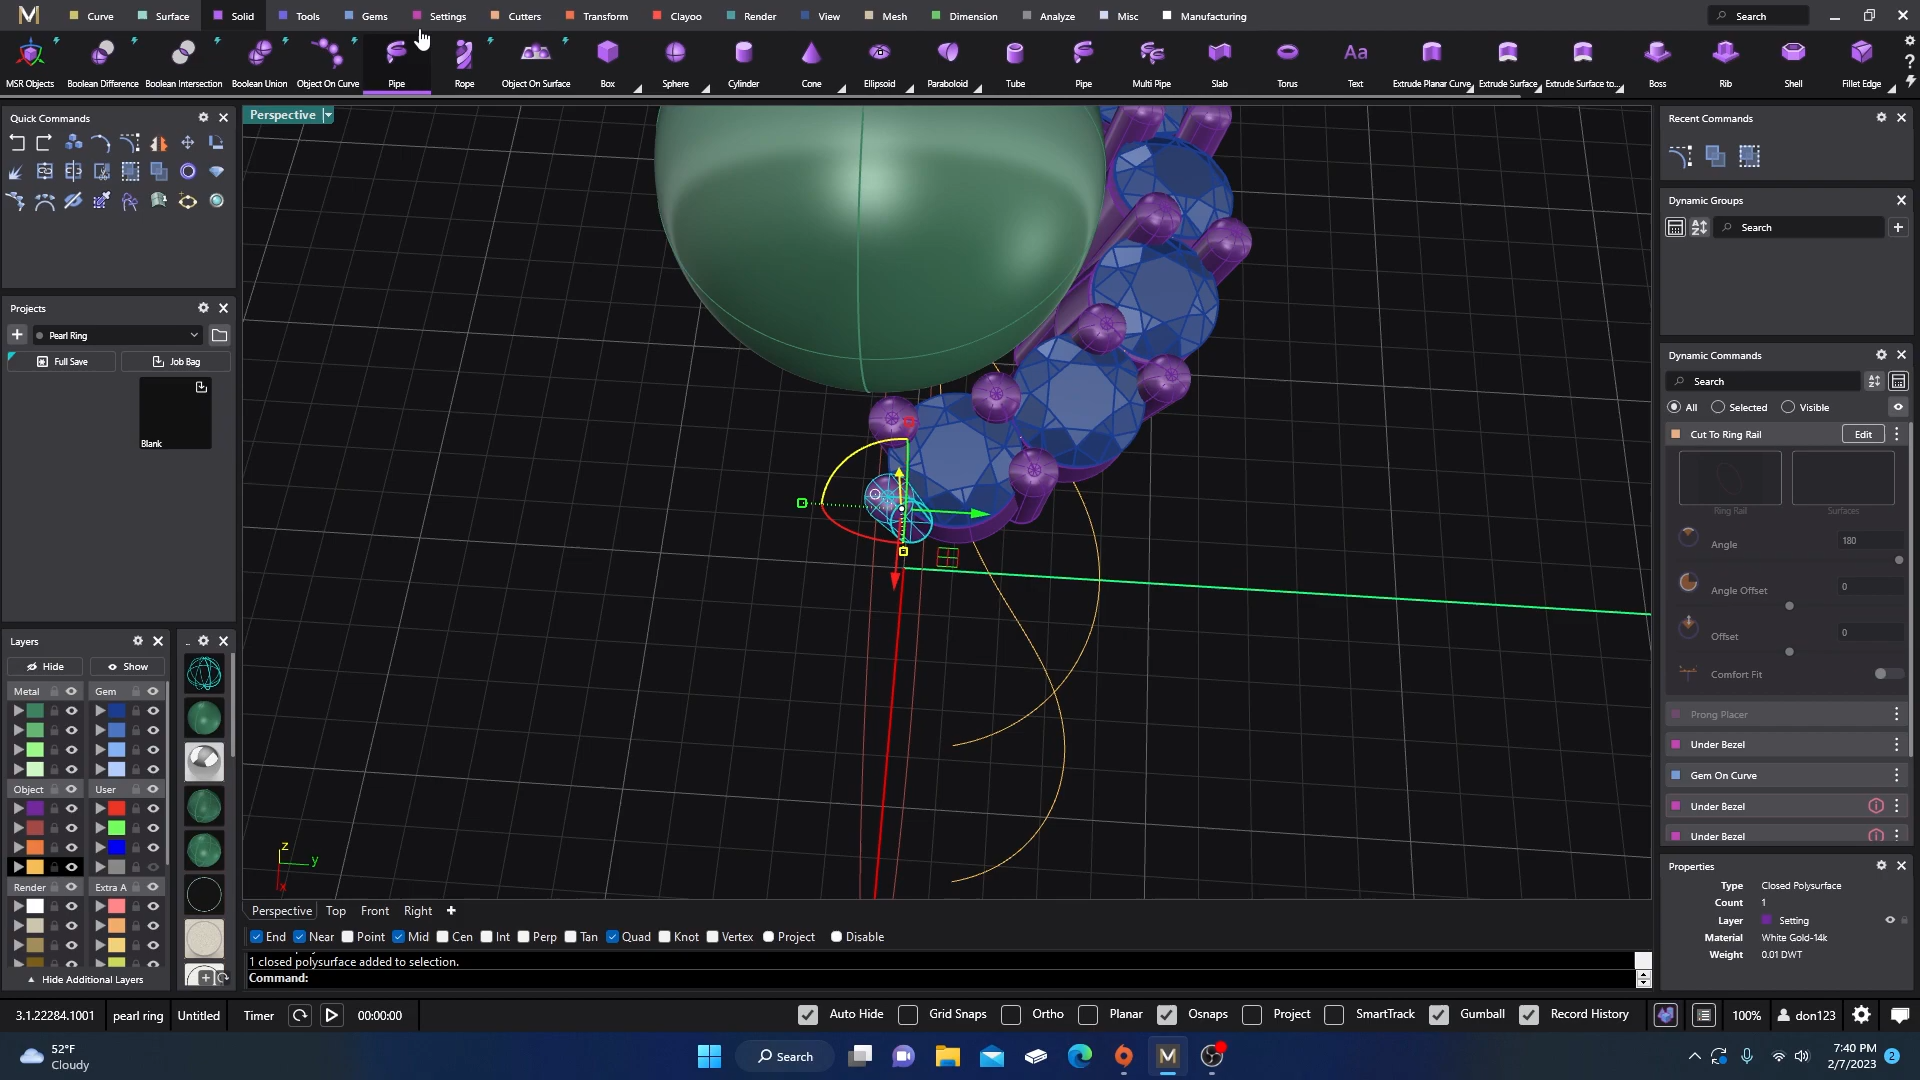 Curve Surface Solid Tools Gems Settings Cutters Transform Clayoo Render View Mesh Dimension Analyze Misc Manufacturing Search
MSR Objects Boolean Difference Boolean Intersection Boolean Union Object On Curve Pipe Rope Object On Surface Box Sphere Cylinder Cone Ellipsoid Paraboloid Tube Pipe Multi Pipe Slab Torus Text Extrude Planar Curve Extrude Surface Extrude Surface to... Boss Rib Shell Fillet Edge
Quick Commands
Projects
Pearl Ring
Full Save Job Bag
Blank
Layers
Hide Show
Metal Gem
Object User
Render Extra A
Hide Additional Layers
Perspective
z
y
x
Perspective Top Front Right
End Near Point Mid Cen Int Perp Tan Quad Knot Vertex Project Disable
1 closed polysurface added to selection.
Command:
Recent Commands
Dynamic Groups
Search
Dynamic Commands
Search
All Selected Visible
Cut To Ring Rail Edit
Ring Rail Surfaces
Angle 180
Angle Offset 0
Offset 0
Comfort Fit
Prong Placer
Under Bezel
Gem On Curve
Under Bezel
Under Bezel
Properties
Type Closed Polysurface
Count 1
Layer Setting
Material White Gold-14k
Weight 0.01 DWT
3.1.22284.1001 pearl ring Untitled Timer 00:00:00 Auto Hide Grid Snaps Ortho Planar Osnaps Project SmartTrack Gumball Record History 100% don123
52°F
Cloudy
Search
7:40 PM
2/7/2023
2